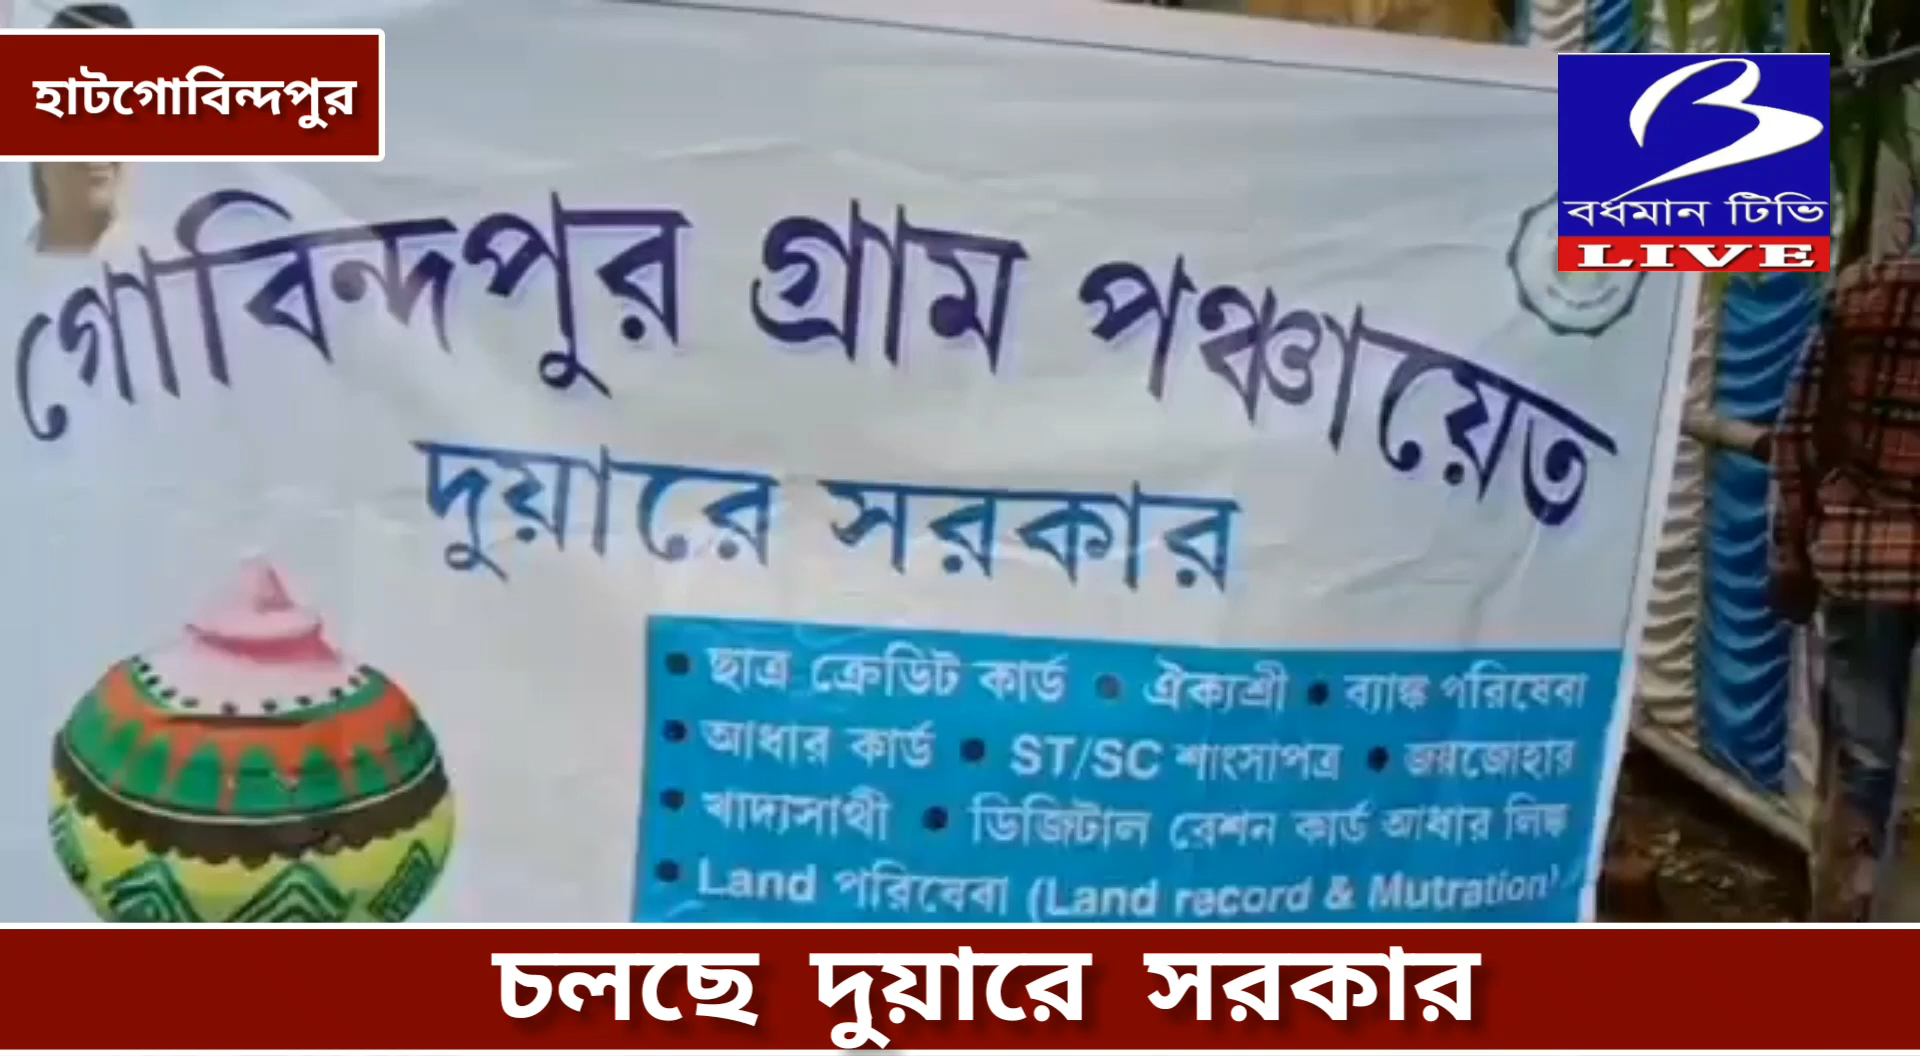 হাটগোবিন্দপুর
বর্ধমান টিভি
LIVE
গোবিন্দপুর গ্রাম পঞ্চায়েত
দুয়ারে সরকার
• ছাত্র ক্রেডিট কার্ড • ঐক্যশ্রী • ব্যাঙ্ক পরিষেবা
• আধার কার্ড • ST/SC শাংসাপত্র • জয়জোহার
• খাদ্যসাথী • ডিজিটাল রেশন কার্ড আধার লিঙ্ক
• Land পরিষেবা (Land record & Mutration)
চলছে দুয়ারে সরকার